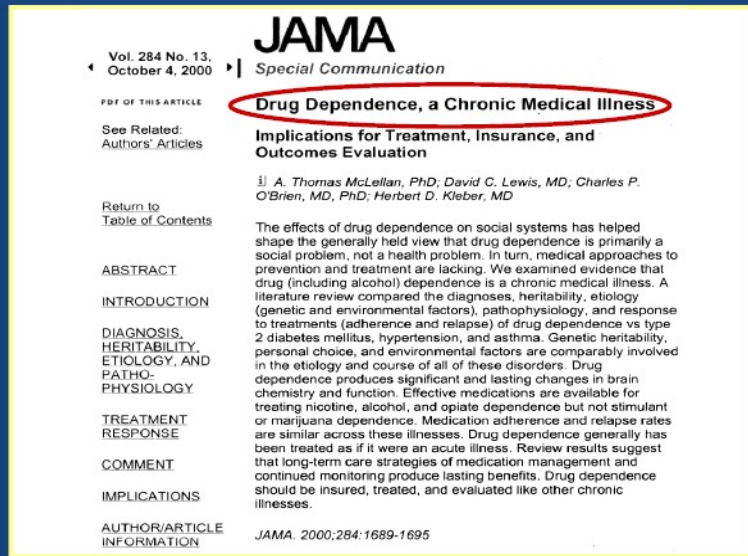 JAMA
Vol. 284 No. 13,
October 4, 2000
Special Communication
PDF OF THIS ARTICLE
Drug Dependence, a Chronic Medical Illness
See Related:
Authors' Articles
Implications for Treatment, Insurance, and
Outcomes Evaluation
A. Thomas McLellan, PhD; David C. Lewis, MD; Charles P.
O'Brien, MD, PhD; Herbert D. Kleber, MD
Return to
Table of Contents
The effects of drug dependence on social systems has helped
shape the generally held view that drug dependence is primarily a
social problem, not a health problem. In turn, medical approaches to
prevention and treatment are lacking. We examined evidence that
drug (including alcohol) dependence is a chronic medical illness. A
literature review compared the diagnoses, heritability, etiology
(genetic and environmental factors), pathophysiology, and response
to treatments (adherence and relapse) of drug dependence vs type
2 diabetes mellitus, hypertension, and asthma. Genetic heritability,
personal choice, and environmental factors are comparably involved
in the etiology and course of all of these disorders. Drug
dependence produces significant and lasting changes in brain
chemistry and function. Effective medications are available for
treating nicotine, alcohol, and opiate dependence but not stimulant
or marijuana dependence. Medication adherence and relapse rates
are similar across these illnesses. Drug dependence generally has
been treated as if it were an acute illness. Review results suggest
that long-term care strategies of medication management and
continued monitoring produce lasting benefits. Drug dependence
should be insured, treated, and evaluated like other chronic
illnesses.
JAMA. 2000;284:1689-1695
ABSTRACT
INTRODUCTION
DIAGNOSIS,
HERITABILITY,
ETIOLOGY, AND
PATHO-
PHYSIOLOGY
TREATMENT
RESPONSE
COMMENT
IMPLICATIONS
AUTHOR/ARTICLE
INFORMATION